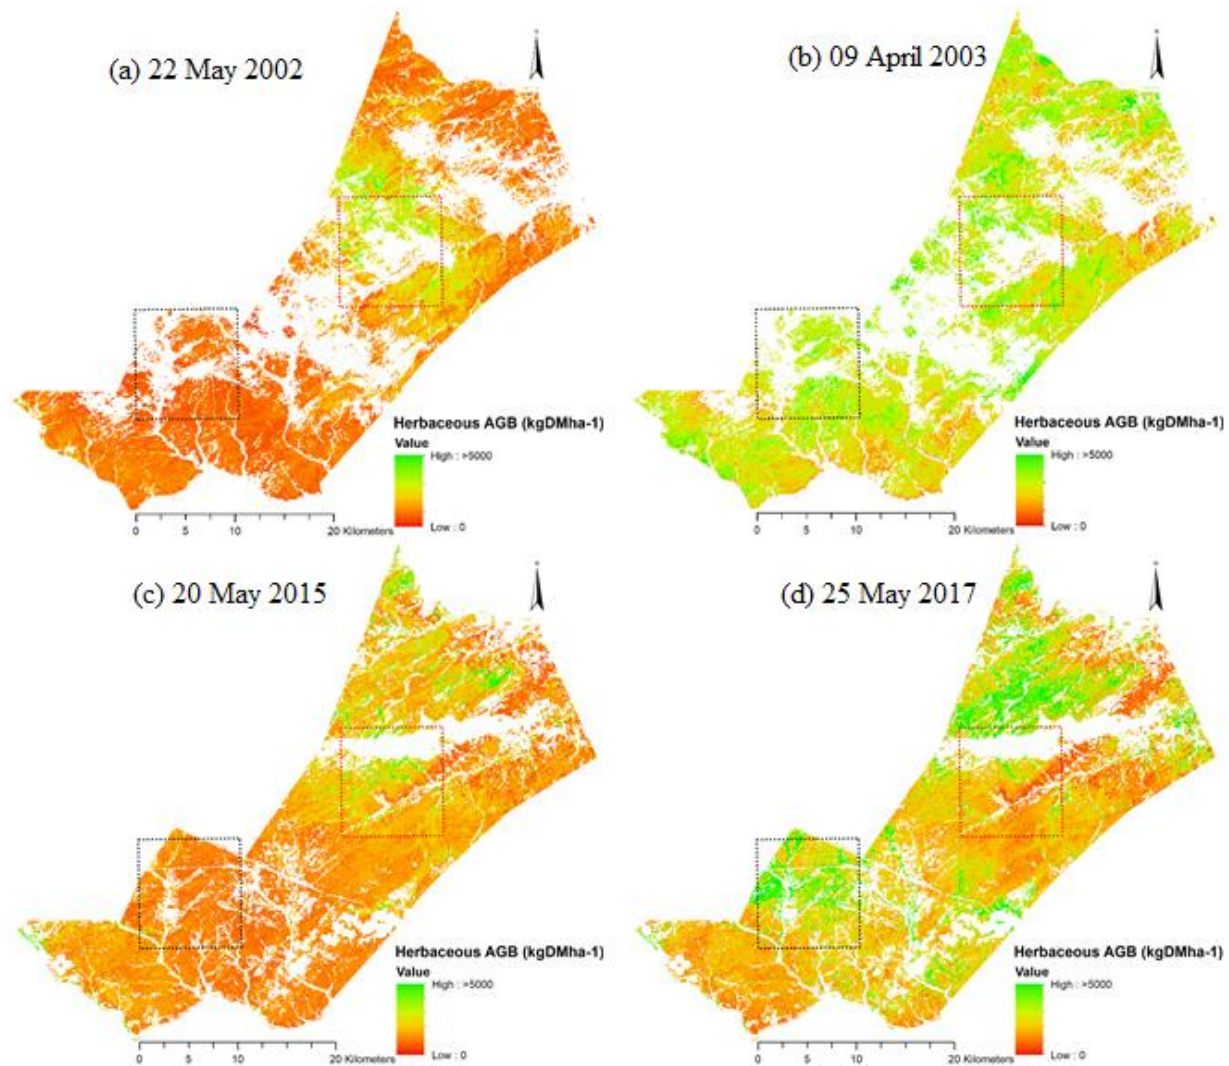 (a) 22 May 2002
Herbaceous AGB (kgDMha-1)
Value
High : >5000
Low : 0
0 5 10 20 Kilometers
(b) 09 April 2003
Herbaceous AGB (kgDMha-1)
Value
High : >5000
Low : 0
0 5 10 20 Kilometers
(c) 20 May 2015
Herbaceous AGB (kgDMha-1)
Value
High : >5000
Low : 0
0 5 10 20 Kilometers
(d) 25 May 2017
Herbaceous AGB (kgDMha-1)
Value
High : >5000
Low : 0
0 5 10 20 Kilometers